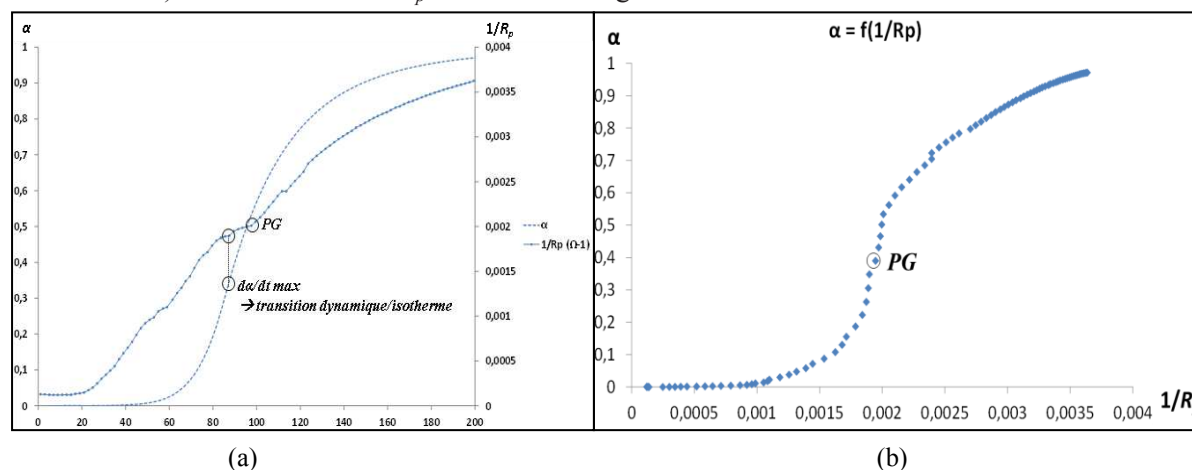 α
1/Rp
1
0,9
0,8
0,7
0,6
0,5
0,4
0,3
0,2
0,1
0
0,004
0,0035
0,003
0,0025
0,002
0,0015
0,001
0,0005
0
0 20 40 60 80 100 120 140 160 180 200
PG
dα/dt max
→transition dynamique/isotherme
α
1/Rp (Ω-1)
(a)
α = f(1/Rp)
α
1
0,9
0,8
0,7
0,6
0,5
0,4
0,3
0,2
0,1
0
PG
0 0,0005 0,001 0,0015 0,002 0,0025 0,003 0,0035 0,004
(b)